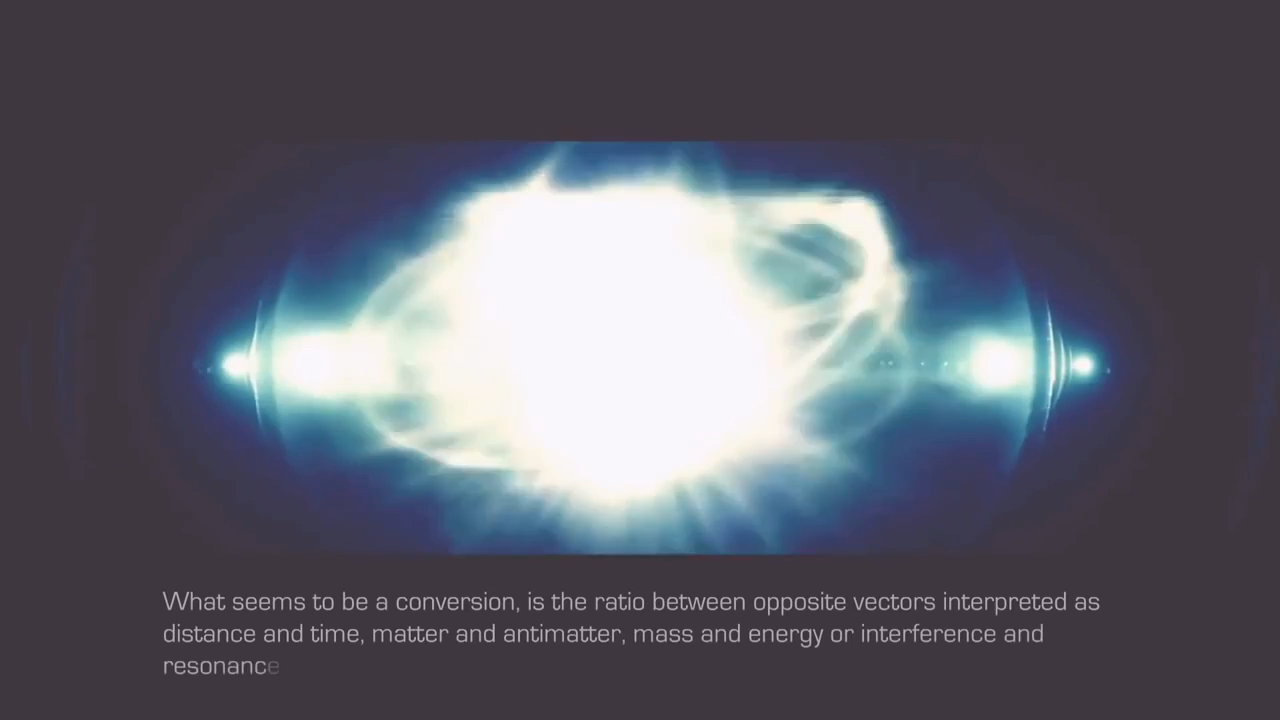 What seems to be a conversion, is the ratio between opposite vectors interpreted as
distance and time, matter and antimatter, mass and energy or interference and
resonance